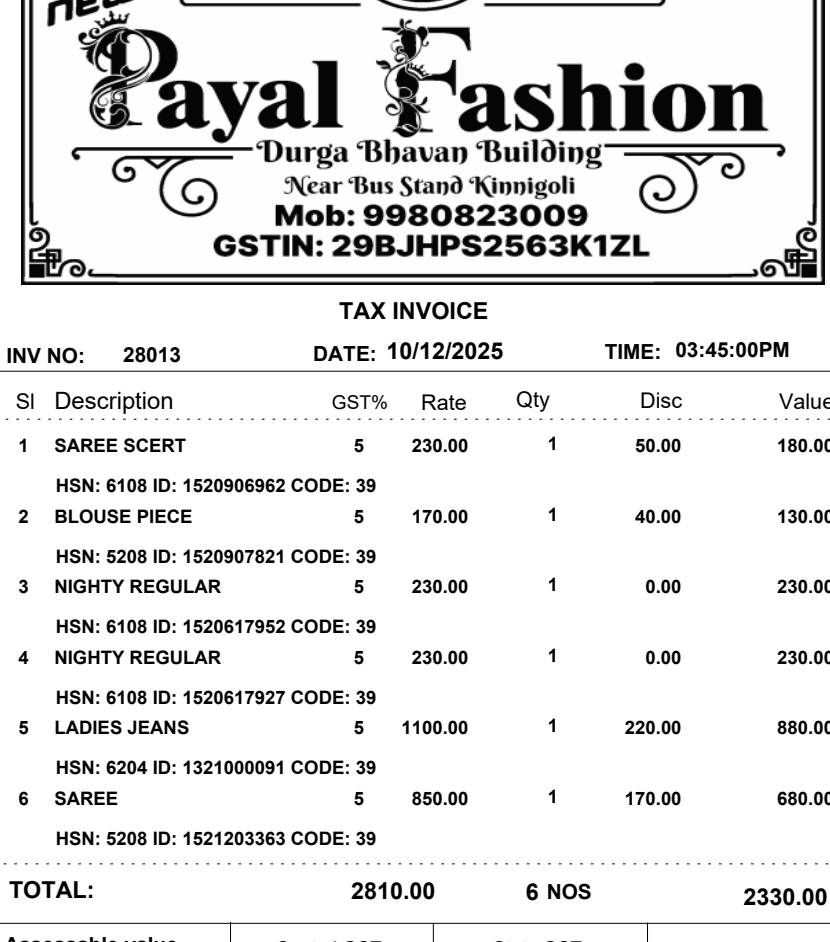 new
Payal Fashion
Durga Bhavan Building
Near Bus Stand Kinnigoli
Mob: 9980823009
GSTIN: 29BJHPS2563K1ZL
TAX INVOICE
INV NO: 28013 DATE: 10/12/2025 TIME: 03:45:00PM
Sl Description GST% Rate Qty Disc Value
1 SAREE SCERT 5 230.00 1 50.00 180.00
HSN: 6108 ID: 1520906962 CODE: 39
2 BLOUSE PIECE 5 170.00 1 40.00 130.00
HSN: 5208 ID: 1520907821 CODE: 39
3 NIGHTY REGULAR 5 230.00 1 0.00 230.00
HSN: 6108 ID: 1520617952 CODE: 39
4 NIGHTY REGULAR 5 230.00 1 0.00 230.00
HSN: 6108 ID: 1520617927 CODE: 39
5 LADIES JEANS 5 1100.00 1 220.00 880.00
HSN: 6204 ID: 1321000091 CODE: 39
6 SAREE 5 850.00 1 170.00 680.00
HSN: 5208 ID: 1521203363 CODE: 39
TOTAL: 2810.00 6 NOS 2330.00